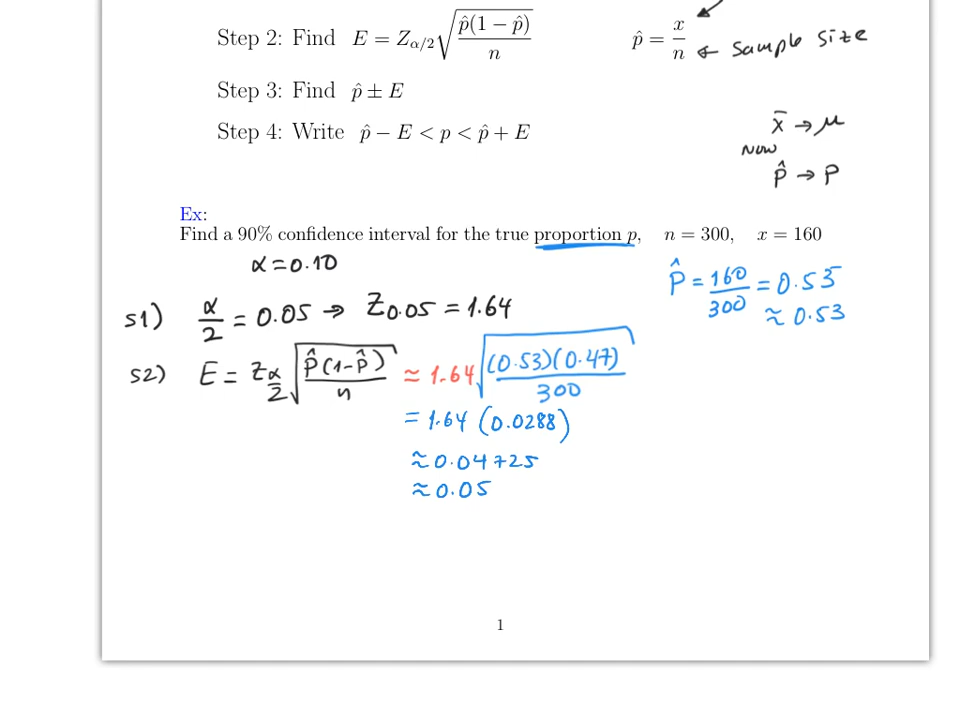 Step 2: Find E = Z_{α/2} √(p̂(1 − p̂)/n) p̂ = x/n ← sample size
Step 3: Find p̂ ± E
Step 4: Write p̂ − E < p < p̂ + E
x̄ → μ
now
p̂ → p
Ex:
Find a 90% confidence interval for the true proportion p, n = 300, x = 160
α = 0.10
p̂ = 160/300 = 0.53̅
≈ 0.53
s1) α/2 = 0.05 → Z_{0.05} = 1.64
s2) E = z_{α/2} √(p̂(1-p̂)/n) ≈ 1.64 √((0.53)(0.47)/300)
= 1.64 (0.0288)
≈ 0.04725
≈ 0.05
1